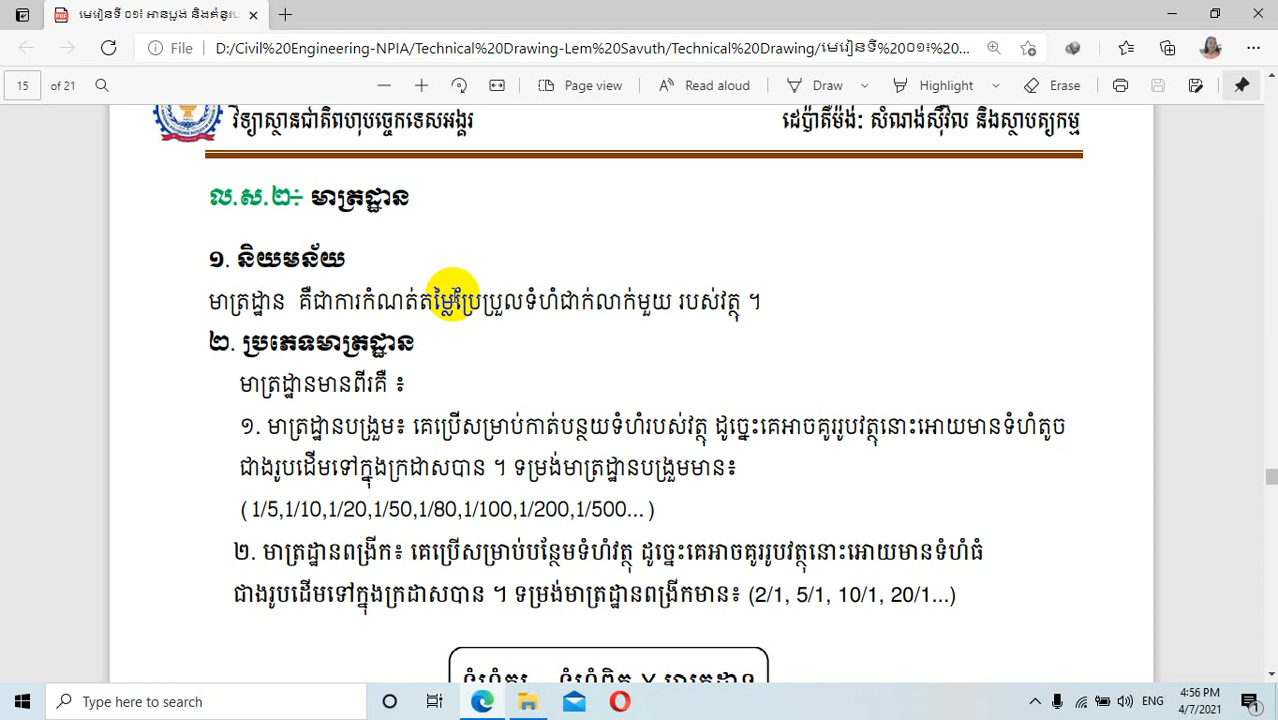 មេរៀនទី ០១៖ អានប្លង់ និងគំនូរប
File
D:/Civil%20Engineering-NPIA/Technical%20Drawing-Lem%20Savuth/Technical%20Drawing/មេរៀនទី%20០១៖%20...
15 of 21
Page view
Read aloud
Draw
Highlight
Erase
វិទ្យាស្ថានជាតិពហុបច្ចេកទេសអង្គរ
ដេប៉ាតឺម៉ង់: សំណង់ស៊ីវិល និងស្ថាបត្យកម្ម
ល.ស.២÷ មាត្រដ្ឋាន
១. និយមន័យ
មាត្រដ្ឋាន គឺជាការកំណត់តម្លៃប្រែប្រួលទំហំជាក់លាក់មួយ របស់វត្ថុ ។
២. ប្រភេទមាត្រដ្ឋាន
មាត្រដ្ឋានមានពីរគឺ ៖
១. មាត្រដ្ឋានបង្រួម៖ គេប្រើសម្រាប់កាត់បន្ថយទំហំរបស់វត្ថុ ដូច្នេះគេអាចគូររូបវត្ថុនោះអោយមានទំហំតូច
ជាងរូបដើមទៅក្នុងក្រដាសបាន ។ ទម្រង់មាត្រដ្ឋានបង្រួមមាន៖
( 1/5,1/10,1/20,1/50,1/80,1/100,1/200,1/500... )
២. មាត្រដ្ឋានពង្រីក៖ គេប្រើសម្រាប់បន្ថែមទំហំវត្ថុ ដូច្នេះគេអាចគូររូបវត្ថុនោះអោយមានទំហំធំ
ជាងរូបដើមទៅក្នុងក្រដាសបាន ។ ទម្រង់មាត្រដ្ឋានពង្រីកមាន៖ (2/1, 5/1, 10/1, 20/1...)
Type here to search
ENG
4:56 PM
4/7/2021